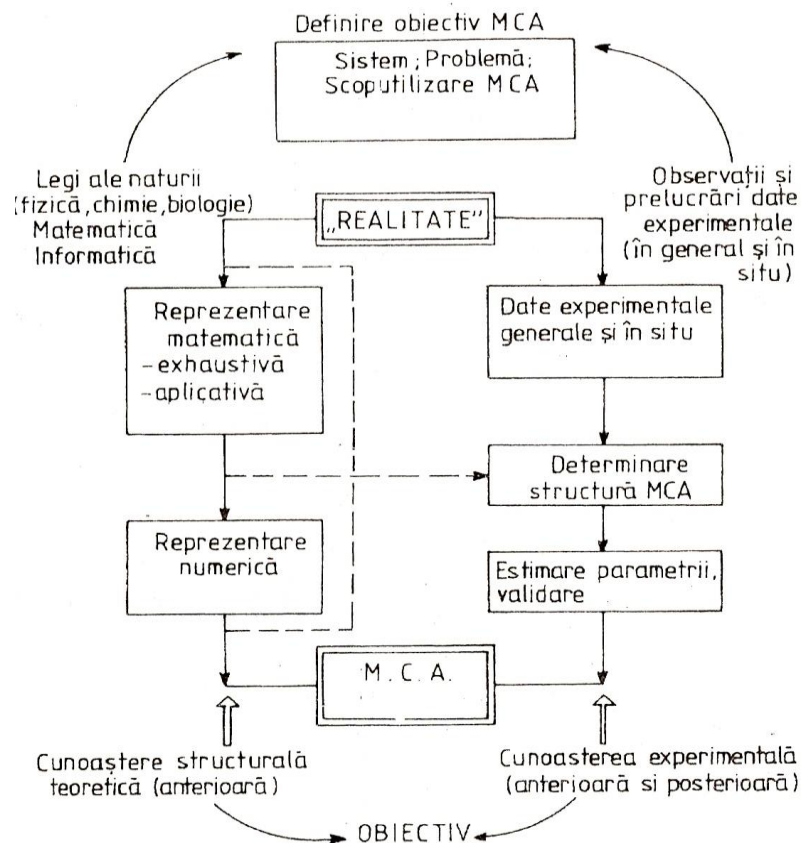 Definire obiectiv MCA
Sistem ; Problemă;
Scoputilizare MCA
Legi ale naturii
(fizică,chimie,biologie)
Matematică
Informatică
Observații și
prelucrări date
experimentale
(în general și în
situ)
„REALITATE"
Reprezentare
matematică
-exhaustivă
-aplicativă
Date experimentale
generale și în situ
Determinare
structură MCA
Reprezentare
numerică
Estimare parametrii,
validare
M. C. A.
Cunoaștere structurală
teoretică (anterioară)
Cunoasterea experimentală
(anterioară si posterioară)
OBIECTIV